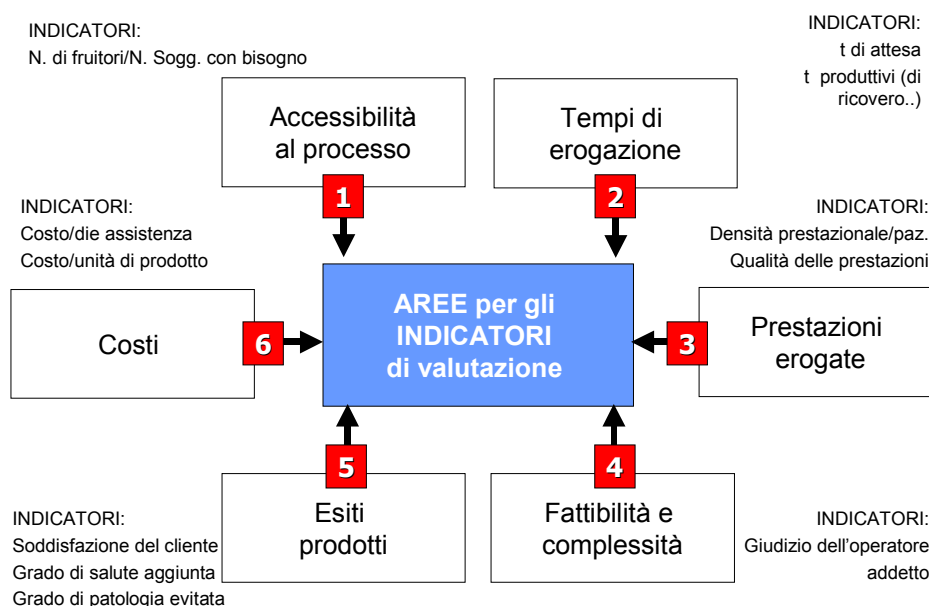 INDICATORI:
N. di fruitori/N. Sogg. con bisogno
INDICATORI:
t di attesa
t produttivi (di
ricovero..)
Accessibilità
al processo
1
Tempi di
erogazione
2
INDICATORI:
Costo/die assistenza
Costo/unità di prodotto
INDICATORI:
Densità prestazionale/paz.
Qualità delle prestazioni
Costi
6
AREE per gli
INDICATORI
di valutazione
3
Prestazioni
erogate
5
Esiti
prodotti
4
Fattibilità e
complessità
INDICATORI:
Soddisfazione del cliente
Grado di salute aggiunta
Grado di patologia evitata
INDICATORI:
Giudizio dell'operatore
addetto